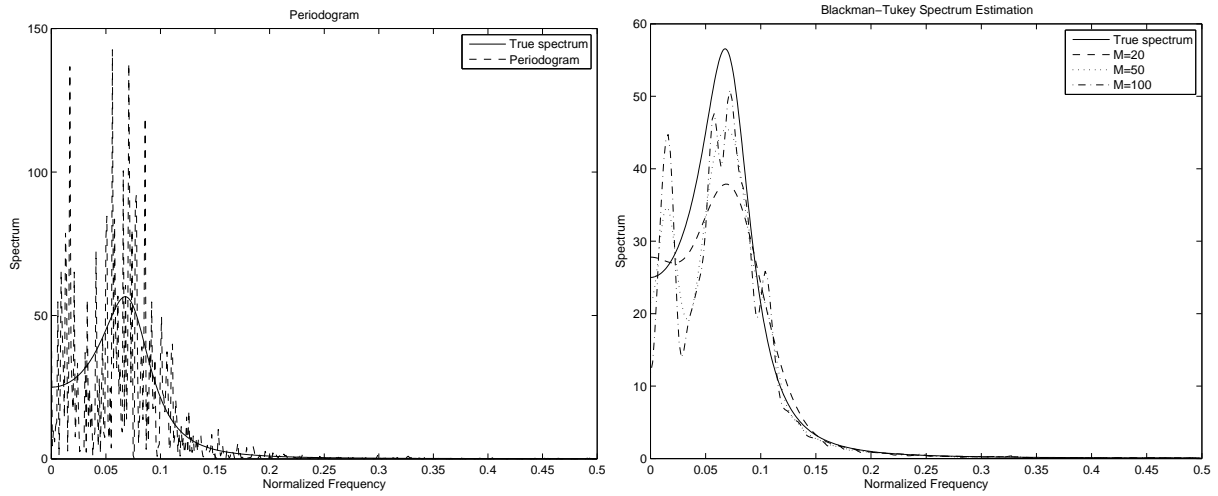 Periodogram
150
100
50
0
Spectrum
True spectrum
Periodogram
0
0.05
0.1
0.15
0.2
0.25
0.3
0.35
0.4
0.45
0.5
Normalized Frequency
Blackman−Tukey Spectrum Estimation
60
50
40
30
20
10
0
Spectrum
True spectrum
M=20
M=50
M=100
0
0.05
0.1
0.15
0.2
0.25
0.3
0.35
0.4
0.45
0.5
Normalized Frequency